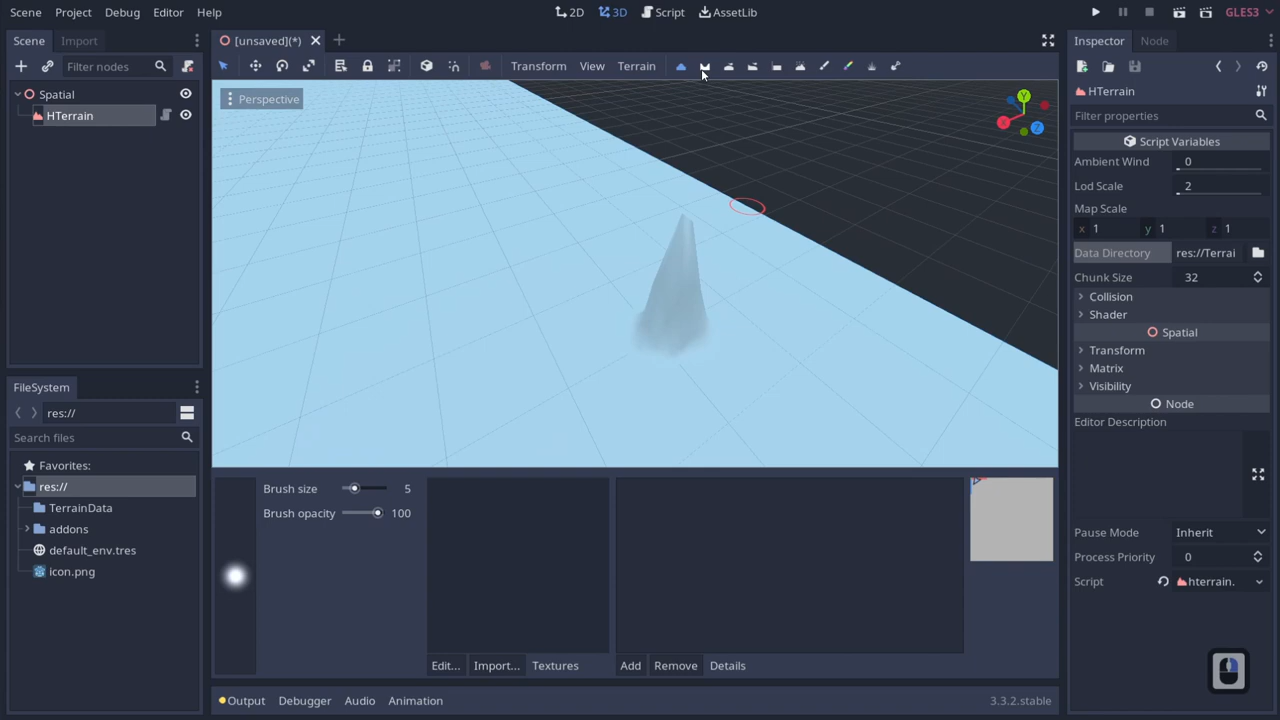 Scene Project Debug Editor Help
2D 3D Script AssetLib
GLES3
Scene Import
[unsaved](*)
Inspector Node
Filter nodes
Transform View Terrain
Spatial
HTerrain
Perspective
Y
X
Z
HTerrain
Filter properties
Script Variables
Ambient Wind 0
Lod Scale 2
Map Scale
x 1 y 1 z 1
Data Directory res://Terrai
Chunk Size 32
Collision
Shader
Spatial
Transform
Matrix
Visibility
Node
Editor Description
Pause Mode Inherit
Process Priority 0
Script hterrain.
FileSystem
res://
Search files
Favorites:
res://
TerrainData
addons
default_env.tres
icon.png
Brush size 5
Brush opacity 100
Edit... Import... Textures
Add Remove Details
Output Debugger Audio Animation
3.3.2.stable